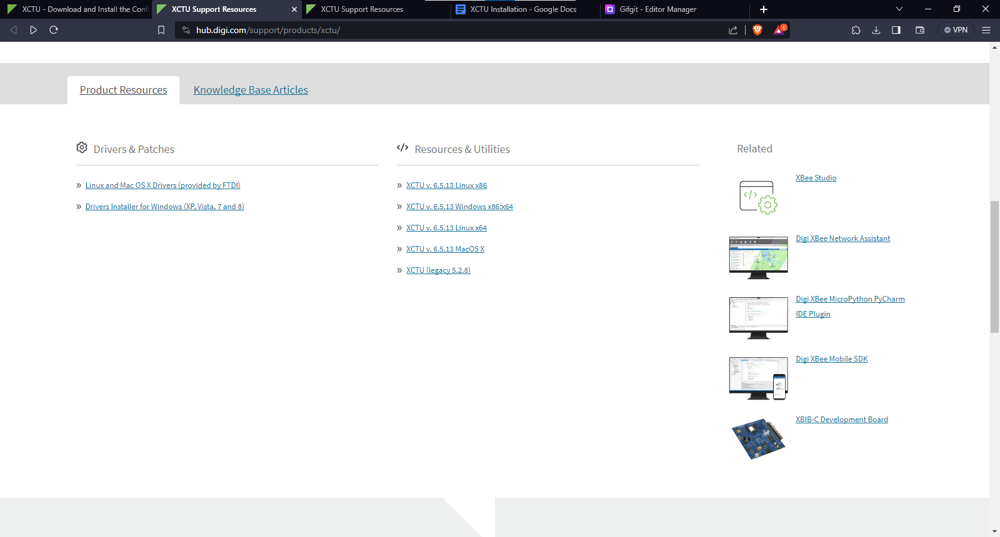 XCTU - Download and Install the Conf
XCTU Support Resources
XCTU Support Resources
XCTU Installation - Google Docs
Gifgit - Editor Manager
hub.digi.com/support/products/xctu/
1
VPN
Product Resources
Knowledge Base Articles
Drivers & Patches
» Linux and Mac OS X Drivers (provided by FTDI)
» Drivers Installer for Windows (XP, Vista, 7 and 8)
</> Resources & Utilities
» XCTU v. 6.5.13 Linux x86
» XCTU v. 6.5.13 Windows x86:x64
» XCTU v. 6.5.13 Linux x64
» XCTU v. 6.5.13 MacOS X
» XCTU (legacy 5.2.8)
Related
XBee Studio
Digi XBee Network Assistant
Digi XBee MicroPython PyCharm
IDE Plugin
Digi XBee Mobile SDK
XBIB-C Development Board